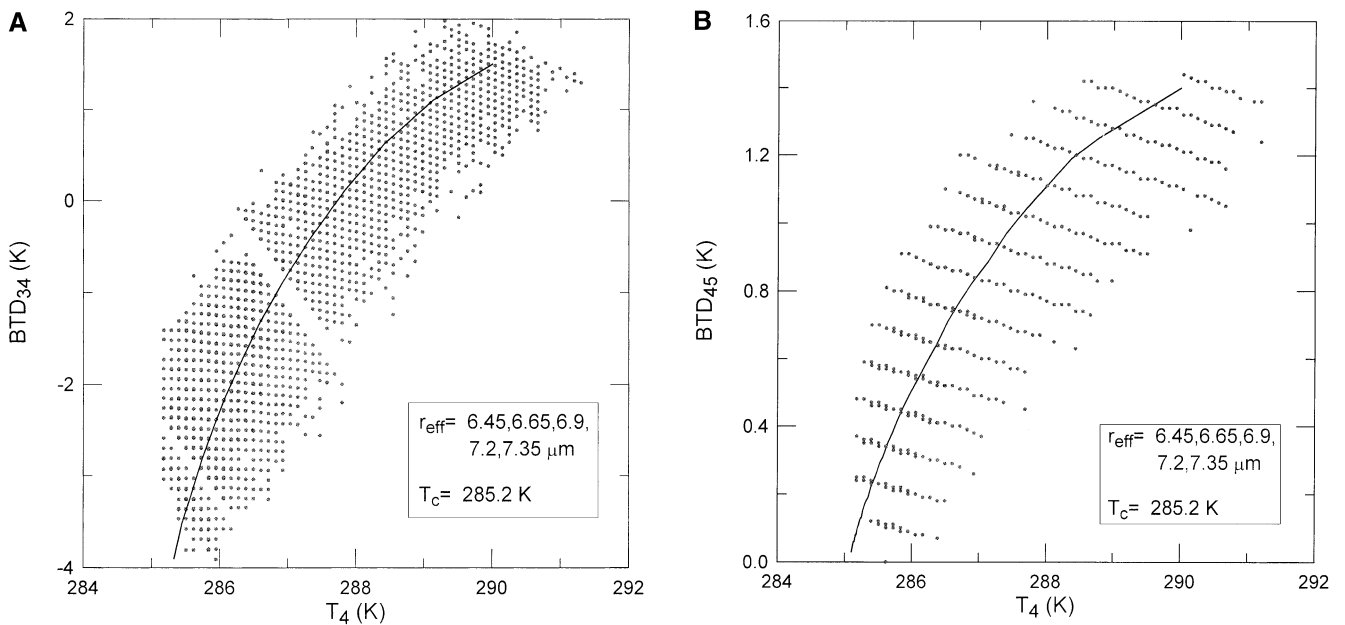 A
2
0
-2
-4
BTD34 (K)
284
286
288
290
292
T4 (K)
reff= 6.45,6.65,6.9,
7.2,7.35 μm
Tc= 285.2 K
B
1.6
1.2
0.8
0.4
0.0
BTD45 (K)
284
286
288
290
292
T4 (K)
reff= 6.45,6.65,6.9,
7.2,7.35 μm
Tc= 285.2 K